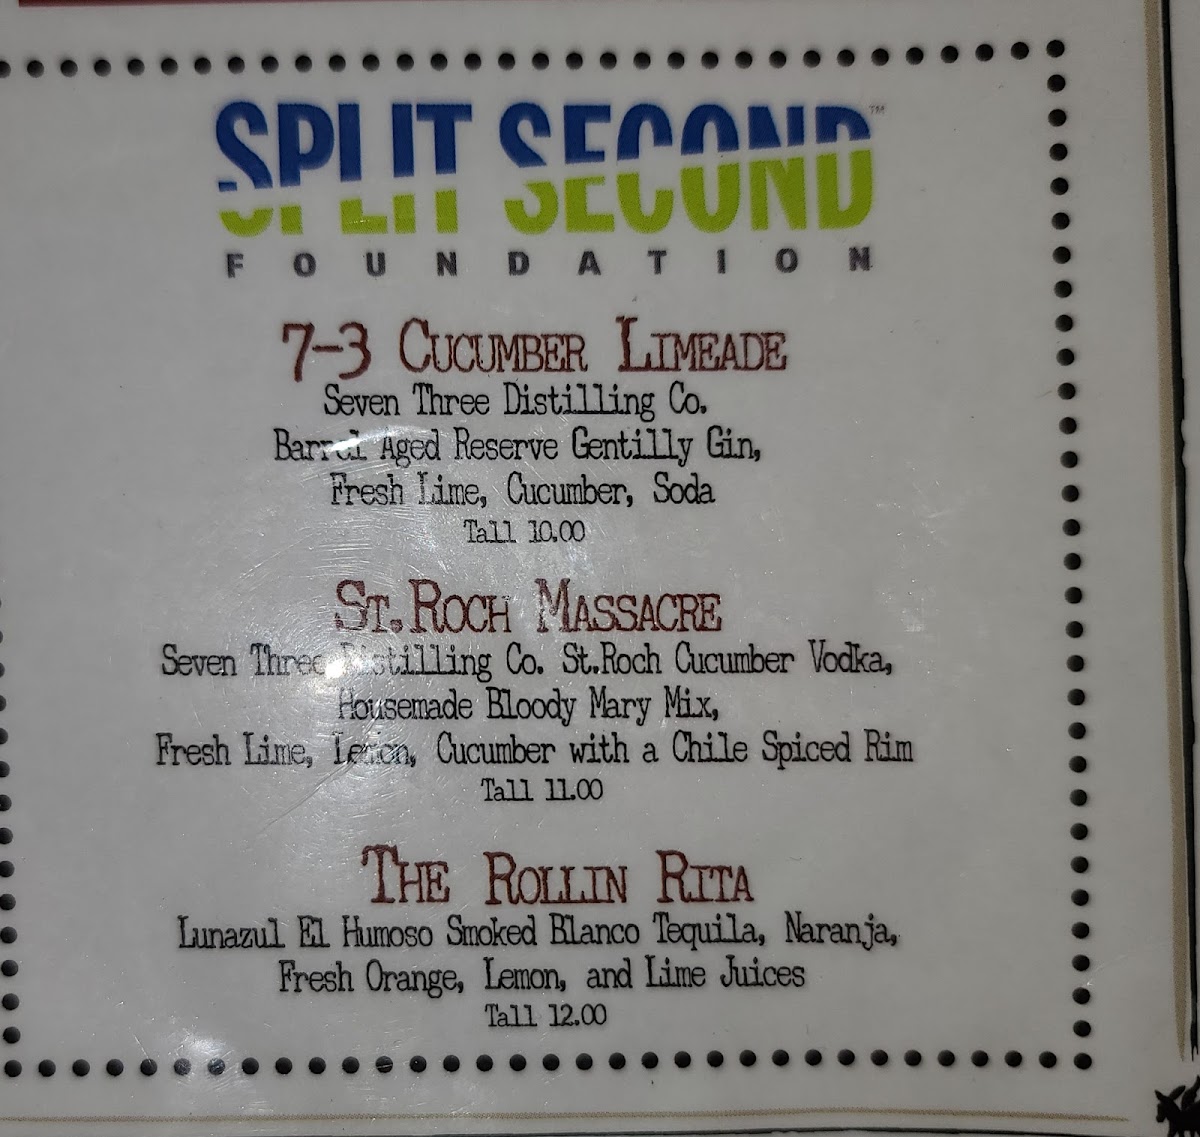 SPLIT SECOND™
FOUNDATION
7-3 CUCUMBER LIMEADE
Seven Three Distilling Co.
Barrel Aged Reserve Gentilly Gin,
Fresh Lime, Cucumber, Soda
Tall 10.00
ST.ROCH MASSACRE
Seven Three Distilling Co. St.Roch Cucumber Vodka,
Housemade Bloody Mary Mix,
Fresh Lime, Lemon, Cucumber with a Chile Spiced Rim
Tall 11.00
THE ROLLIN RITA
Lunazul El Humoso Smoked Blanco Tequila, Naranja,
Fresh Orange, Lemon, and Lime Juices
Tall 12.00